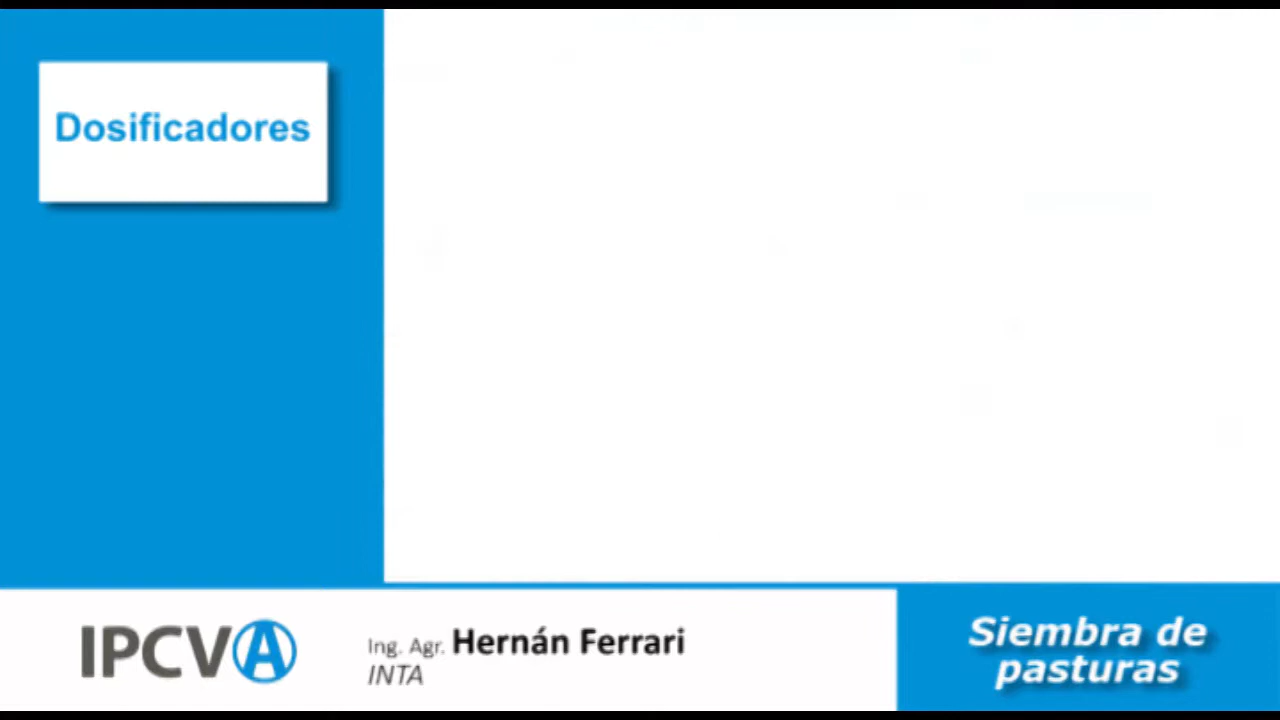 Dosificadores
IPCVA
Ing. Agr. Hernán Ferrari
INTA
Siembra de
pasturas